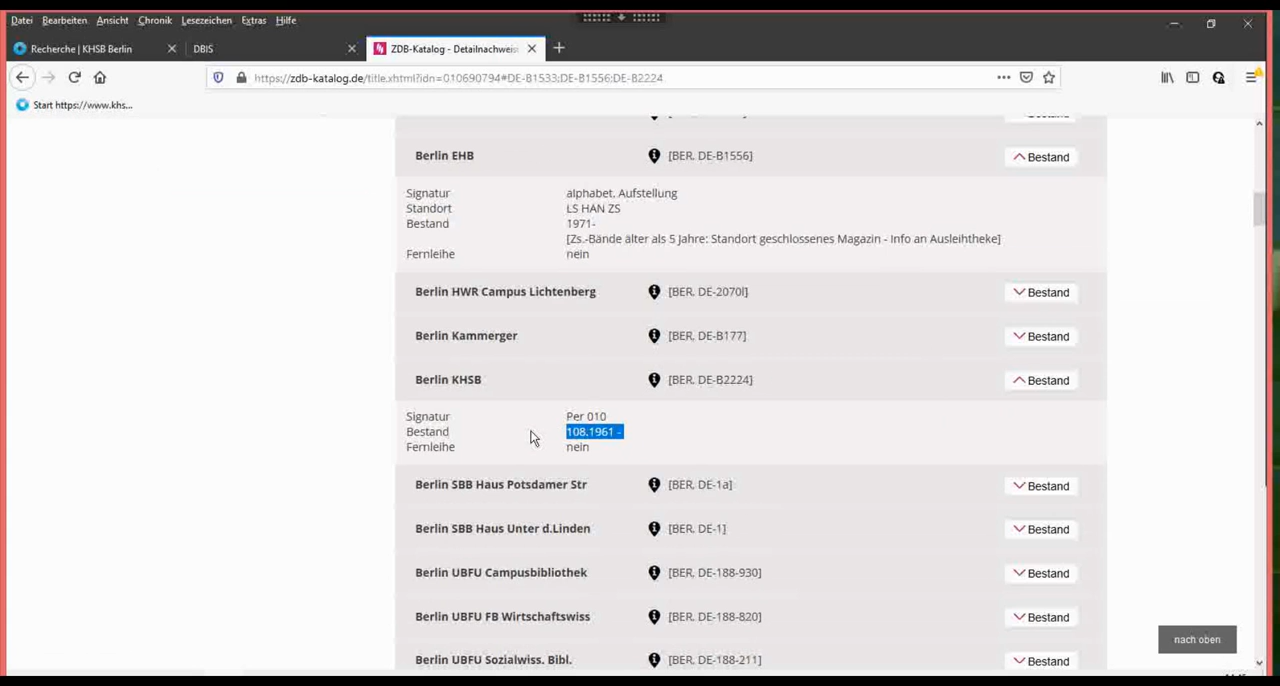 Datei Bearbeiten Ansicht Chronik Lesezeichen Extras Hilfe
Recherche | KHSB Berlin DBIS ZDB-Katalog - Detailnachweis
https://zdb-katalog.de/title.xhtml?idn=010690794#DE-B1533;DE-B1556;DE-B2224
Start https://www.khs...
Bestand
Berlin EHB [BER, DE-B1556] Bestand
Signatur alphabet. Aufstellung
Standort LS HAN ZS
Bestand 1971-
[Zs.-Bände älter als 5 Jahre: Standort geschlossenes Magazin - Info an Ausleihtheke]
Fernleihe nein
Berlin HWR Campus Lichtenberg [BER, DE-2070l] Bestand
Berlin Kammerger [BER, DE-B177] Bestand
Berlin KHSB [BER, DE-B2224] Bestand
Signatur Per 010
Bestand 108.1961 -
Fernleihe nein
Berlin SBB Haus Potsdamer Str [BER, DE-1a] Bestand
Berlin SBB Haus Unter d.Linden [BER, DE-1] Bestand
Berlin UBFU Campusbibliothek [BER, DE-188-930] Bestand
Berlin UBFU FB Wirtschaftswiss [BER, DE-188-820] Bestand
nach oben
Berlin UBFU Sozialwiss. Bibl. [BER, DE-188-211] Bestand